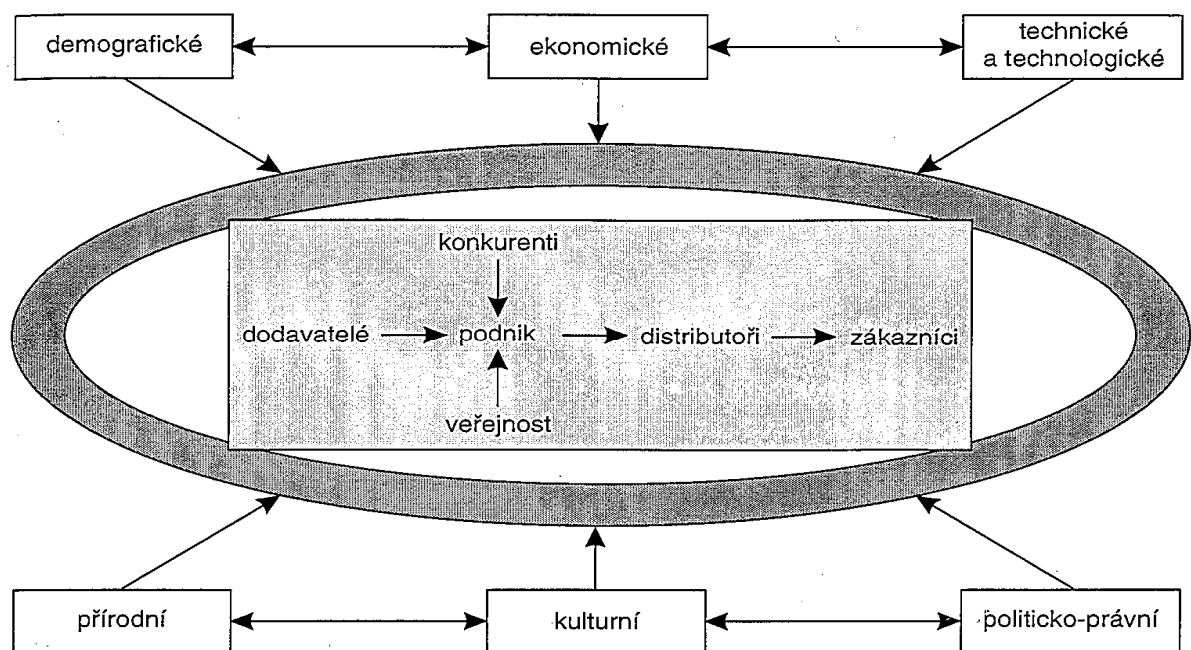 demografické
ekonomické
technické
a technologické
konkurenti
dodavatelé
podnik
distributoři
zákazníci
veřejnost
přírodní
kulturní
politicko-právní